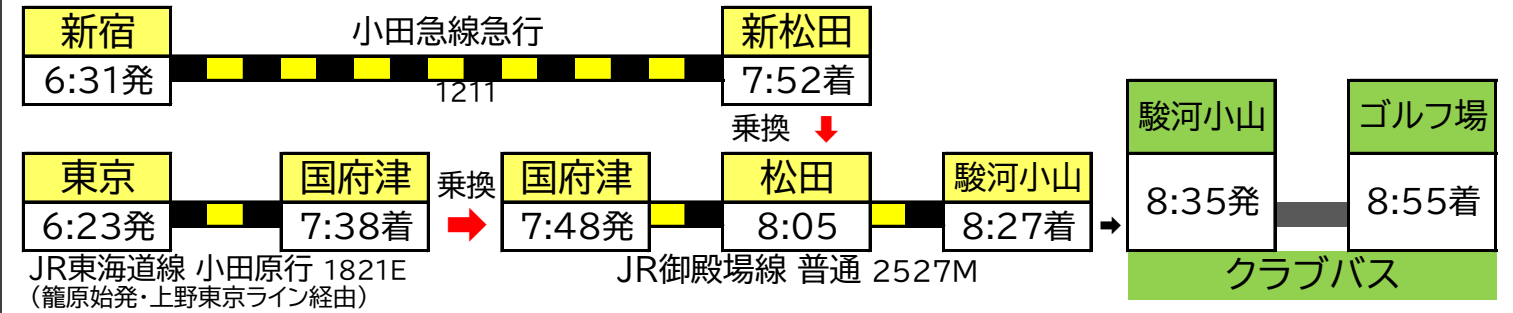 新宿
6:31発
小田急線急行
1211
新松田
7:52着
乗換
東京
6:23発
国府津
7:38着
乗換
国府津
7:48発
松田
8:05
駿河小山
8:27着
JR東海道線 小田原行 1821E
（籠原始発・上野東京ライン経由）
JR御殿場線 普通 2527M
駿河小山
8:35発
ゴルフ場
8:55着
クラブバス